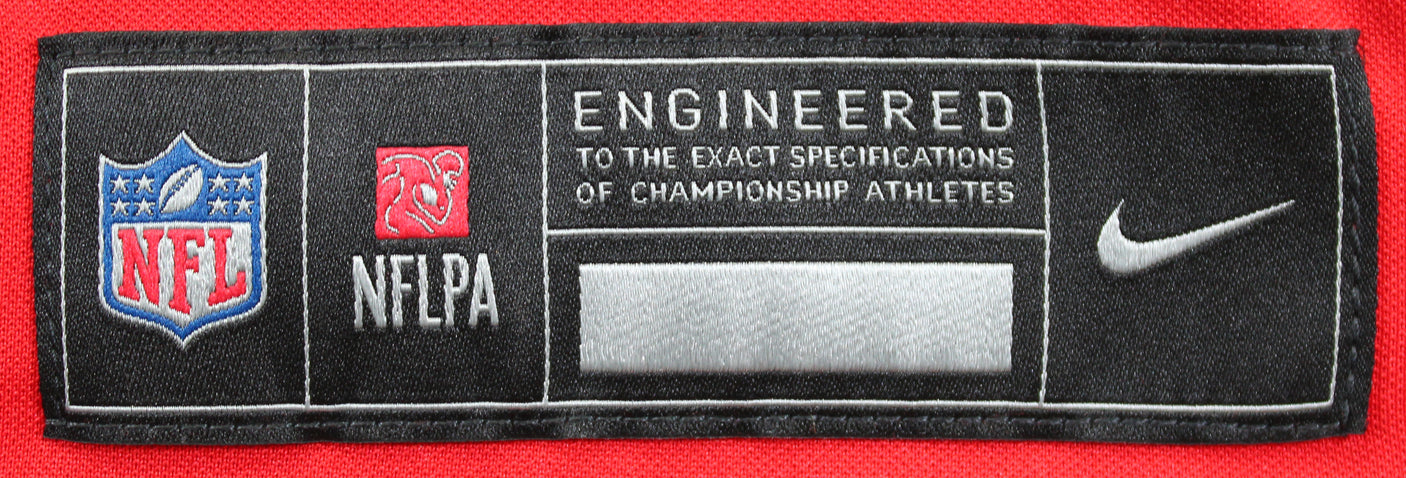 NFL
NFLPA
ENGINEERED
TO THE EXACT SPECIFICATIONS
OF CHAMPIONSHIP ATHLETES